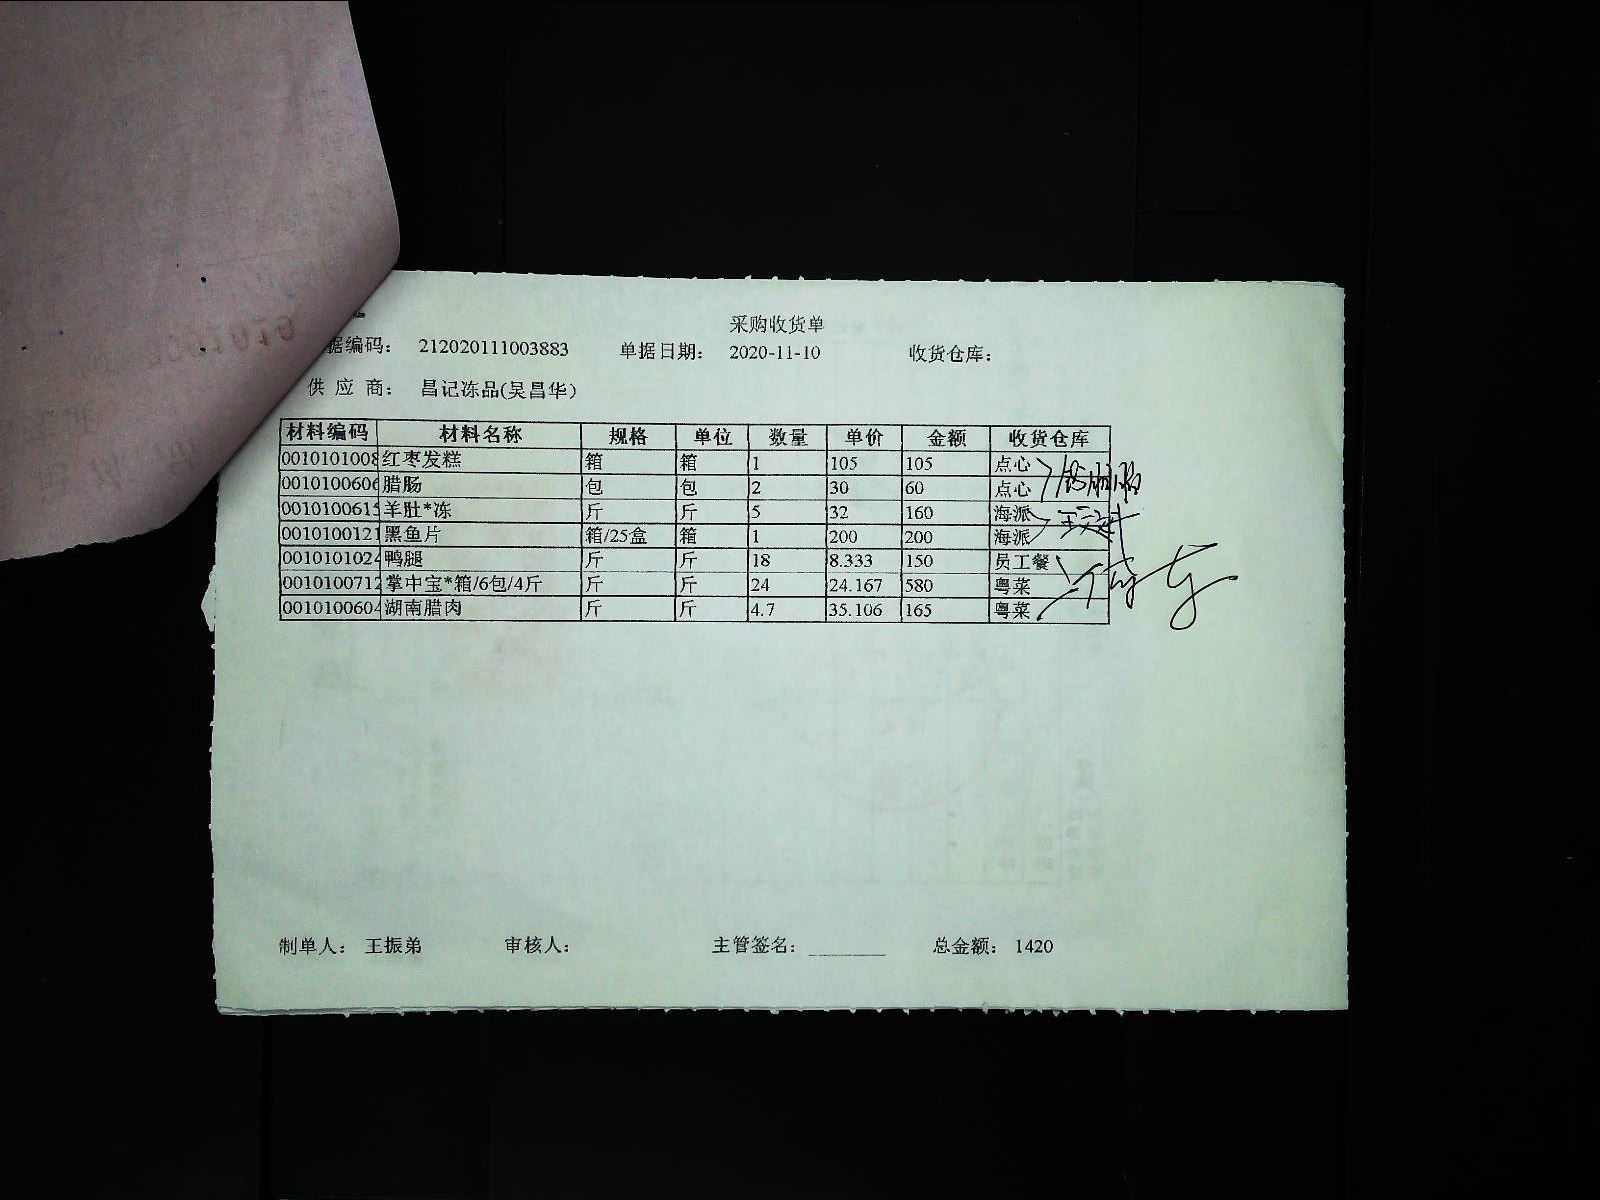 采购收货单
据编码： 212020111003883 单据日期： 2020-11-10 收货仓库：
供 应 商： 昌记冻品(吴昌华)
材料编码 材料名称 规格 单位 数量 单价 金额 收货仓库
0010101008 红枣发糕 箱 箱 1 105 105 点心
0010100606 腊肠 包 包 2 30 60 点心
0010100615 羊肚*冻 斤 斤 5 32 160 海派
0010100121 黑鱼片 箱/25盒 箱 1 200 200 海派
0010101024 鸭腿 斤 斤 18 8.333 150 员工餐
0010100712 掌中宝*箱/6包/4斤 斤 斤 24 24.167 580 粤菜
0010100604 湖南腊肉 斤 斤 4.7 35.106 165 粤菜
制单人： 王振弟 审核人： 主管签名： 总金额： 1420